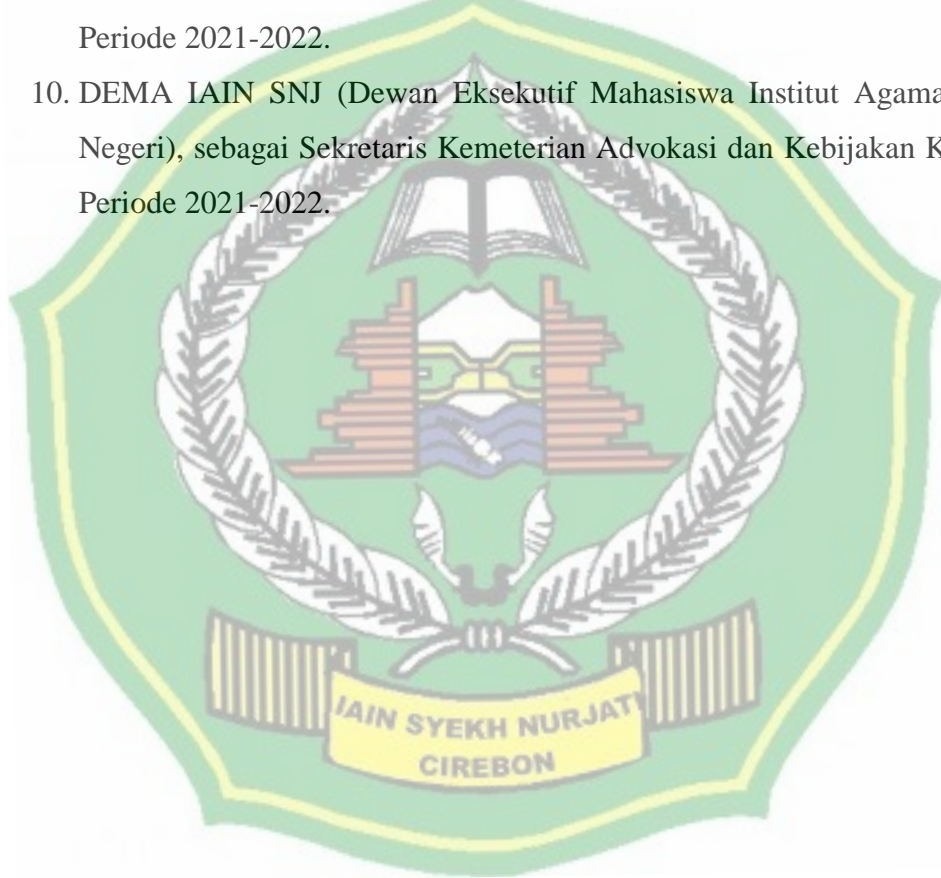 Periode 2021-2022.
10. DEMA IAIN SNJ (Dewan Eksekutif Mahasiswa Institut Agama
Negeri), sebagai Sekretaris Kemeterian Advokasi dan Kebijakan K
Periode 2021-2022.
IAIN SYEKH NURJATI
CIREBON